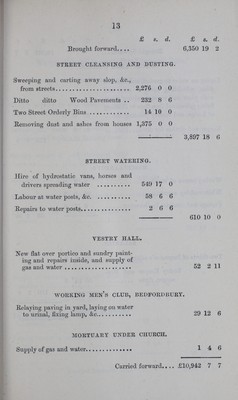 13
£ s. d. £ s. d.
Brought forward.... 6,350 19 2
STREET CLEANSING AND DUSTING.
Sweeping and carting away slop, &c.,
from streets........................ 2,276 0 0
Ditto ditto Wood Pavements .. 232 8 6
Two Street Orderly Bins ............ 14 10 0
Removing dust and ashes from houses 1,375 0 0
3,897 18 6
STREET WATERING.
Hire of hydrostatic vans, horses and
drivers spreading water .......... 549 17 0
Labour at water posts, &c. .......... 58 6 6
Repairs to water posts................ 2 6 6
610 10 0
VESTRY HALL.
New flat over portico and sundry paint-
ing and repairs inside, and supply of
gas and water ...................... 52 2 11
WORKING MEN'S CLUB, BEDFORDBURY.
Relaying paving in yard, laying on water
to urinal, fixing lamp, &c........... 29 12 6
MORTUARY UNDER CHURCH.
Supply of gas and water.............. 1 4 6
Carried forward.... £10,942 7 7